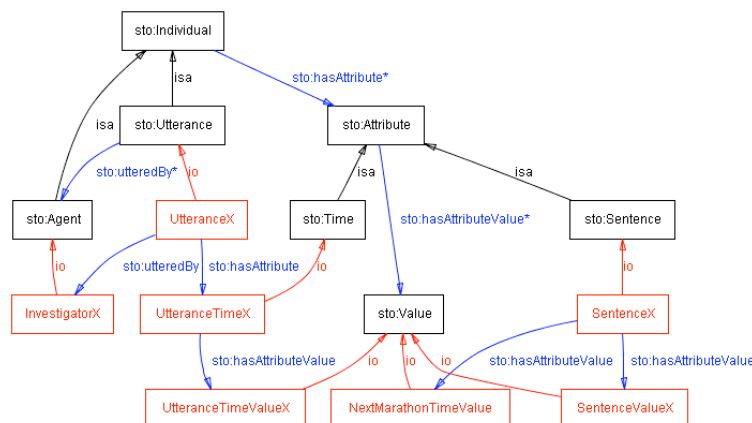 sto:Individual
sto:hasAttribute*
isa
isa
sto:Utterance
sto:Attribute
sto:utteredBy*
io
isa
isa
sto:Agent
UtteranceX
sto:Time
sto:hasAttributeValue*
sto:Sentence
io
sto:utteredBy
sto:hasAttribute
io
io
InvestigatorX
UtteranceTimeX
sto:Value
SentenceX
sto:hasAttributeValue
io
io
io
sto:hasAttributeValue
sto:hasAttributeValue
UtteranceTimeValueX
NextMarathonTimeValue
SentenceValueX